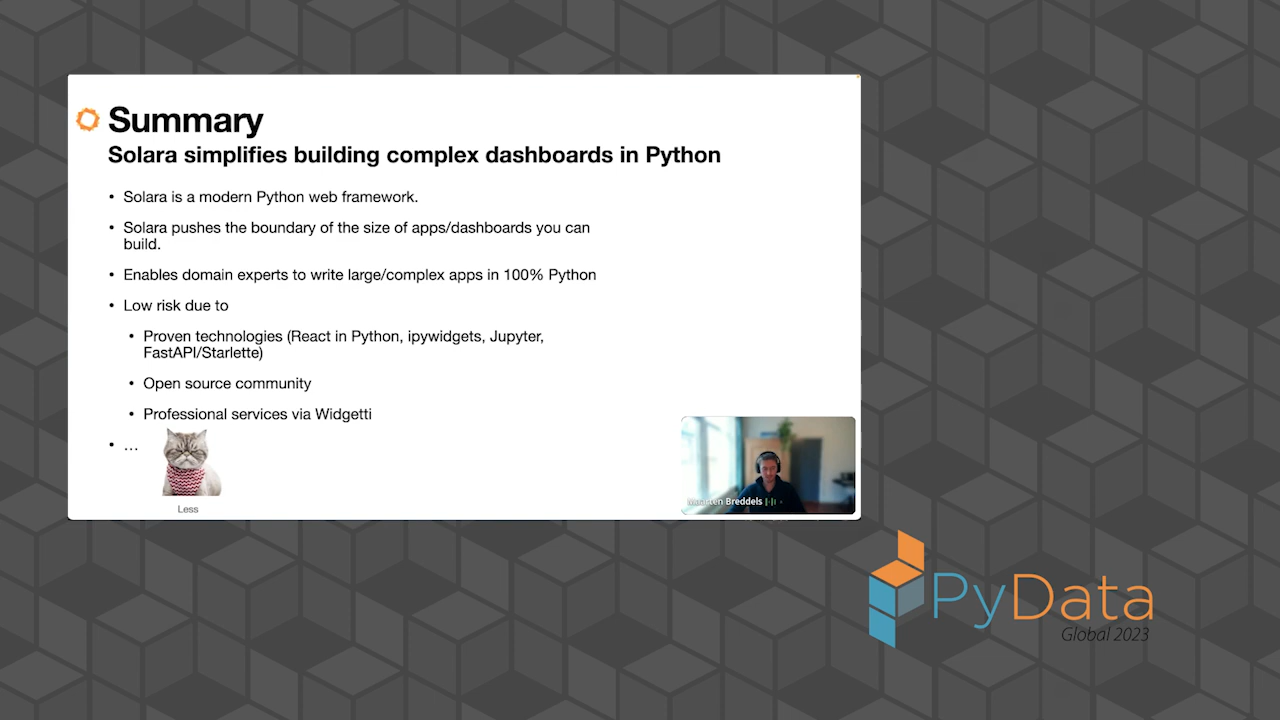 Summary
Solara simplifies building complex dashboards in Python
• Solara is a modern Python web framework.
• Solara pushes the boundary of the size of apps/dashboards you can
build.
• Enables domain experts to write large/complex apps in 100% Python
• Low risk due to
• Proven technologies (React in Python, ipywidgets, Jupyter,
FastAPI/Starlette)
• Open source community
• Professional services via Widgetti
• …
Less
Maarten Breddels
PyData
Global 2023